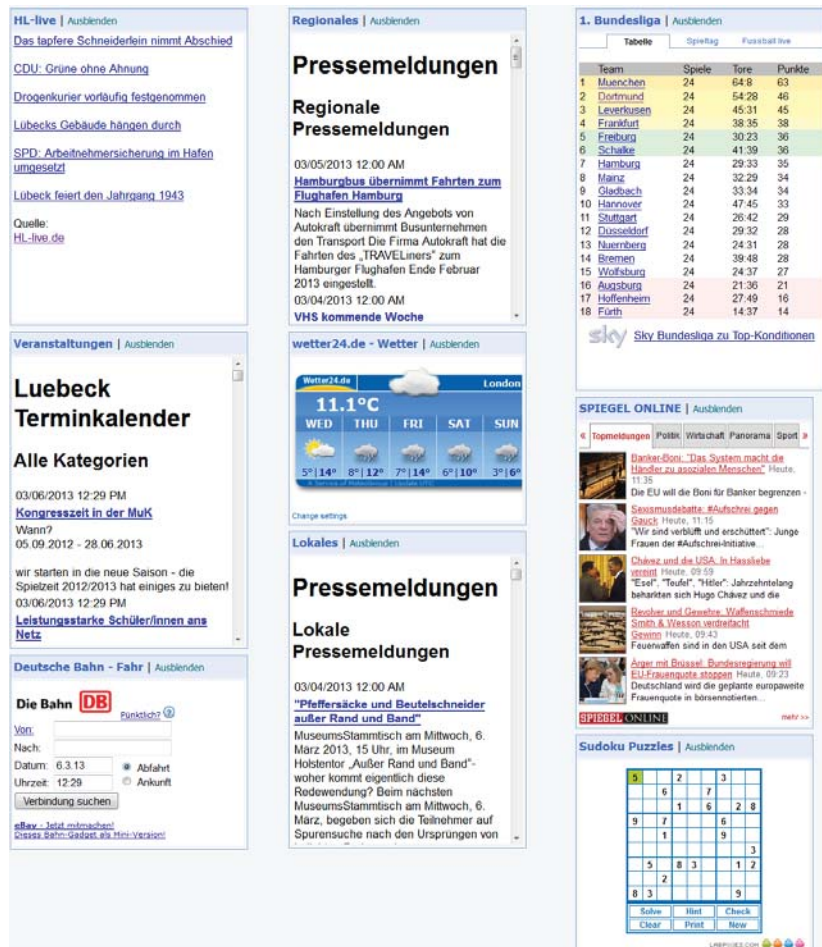 HL-live | Ausblenden
Das tapfere Schneiderlein nimmt Abschied
CDU: Grüne ohne Ahnung
Drogenkurier vorläufig festgenommen
Lübecks Gebäude hängen durch
SPD: Arbeitnehmersicherung im Hafen
umgesetzt
Lübeck feiert den Jahrgang 1943
Quelle:
HL-live.de
Veranstaltungen | Ausblenden
Luebeck
Terminkalender
Alle Kategorien
03/06/2013 12:29 PM
Kongresszeit in der MuK
Wann?
05.09.2012 - 28.06.2013
wir starten in die neue Saison - die
Spielzeit 2012/2013 hat einiges zu bieten!
03/06/2013 12:29 PM
Leistungsstarke Schüler/innen ans
Netz
Deutsche Bahn - Fahr | Ausblenden
Die Bahn DB
Pünktlich? ?
Von:
Nach:
Datum: 6.3.13 Abfahrt
Uhrzeit: 12:29 Ankunft
Verbindung suchen
eBay - Jetzt mitmachen!
Dieses Bahn-Gadget als Mini-Version!
Regionales | Ausblenden
Pressemeldungen
Regionale
Pressemeldungen
03/05/2013 12:00 AM
Hamburgbus übernimmt Fahrten zum
Flughafen Hamburg
Nach Einstellung des Angebots von
Autokraft übernimmt Busunternehmen
den Transport Die Firma Autokraft hat die
Fahrten des „TRAVELiners" zum
Hamburger Flughafen Ende Februar
2013 eingestellt.
03/04/2013 12:00 AM
VHS kommende Woche
wetter24.de - Wetter | Ausblenden
Wetter24.de London
11.1°C
WED THU FRI SAT SUN
5°|14° 8°|12° 7°|14° 6°|10° 3°|6°
Change settings
Lokales | Ausblenden
Pressemeldungen
Lokale
Pressemeldungen
03/04/2013 12:00 AM
"Pfeffersäcke und Beutelschneider
außer Rand und Band"
MuseumsStammtisch am Mittwoch, 6.
März 2013, 15 Uhr, im Museum
Holstentor „Außer Rand und Band"-
woher kommt eigentlich diese
Redewendung? Beim nächsten
MuseumsStammtisch am Mittwoch, 6.
März, begeben sich die Teilnehmer auf
Spurensuche nach den Ursprüngen von
1. Bundesliga | Ausblenden
Tabelle Spieltag Fussball live
Team Spiele Tore Punkte
1 Muenchen 24 64:8 63
2 Dortmund 24 54:28 46
3 Leverkusen 24 45:31 45
4 Frankfurt 24 38:35 38
5 Freiburg 24 30:23 36
6 Schalke 24 41:39 36
7 Hamburg 24 29:33 35
8 Mainz 24 32:29 34
9 Gladbach 24 33:34 34
10 Hannover 24 47:45 33
11 Stuttgart 24 26:42 29
12 Düsseldorf 24 29:32 28
13 Nuernberg 24 24:31 28
14 Bremen 24 39:48 28
15 Wolfsburg 24 24:37 27
16 Augsburg 24 21:36 21
17 Hoffenheim 24 27:49 16
18 Fürth 24 14:37 14
sky Sky Bundesliga zu Top-Konditionen
SPIEGEL ONLINE | Ausblenden
« Topmeldungen Politik Wirtschaft Panorama Sport »
Banker-Boni: "Das System macht die
Händler zu asozialen Menschen" Heute,
11:35
Die EU will die Boni für Banker begrenzen -
Sexismusdebatte: #Aufschrei gegen
Gauck Heute, 11:15
"Wir sind verblüfft und erschüttert": Junge
Frauen der #Aufschrei-Initiative...
Chávez und die USA: In Hassliebe
vereint Heute, 09:59
"Esel", "Teufel", "Hitler": Jahrzehntelang
beharkten sich Hugo Chávez und die
Revolver und Gewehre: Waffenschmiede
Smith & Wesson verdreifacht
Gewinn Heute, 09:43
Feuerwaffen sind in den USA seit dem
Ärger mit Brüssel: Bundesregierung will
EU-Frauenquote stoppen Heute, 09:23
Deutschland wird die geplante europaweite
Frauenquote in börsennotierten...
SPIEGEL ONLINE mehr >>
Sudoku Puzzles | Ausblenden
5 2 3
6 7
1 6 2 8
9 7 6
1 9
3
5 8 3 1 2
2
8 3 9
Solve Hint Check
Clear Print New
LABPIXIES.COM